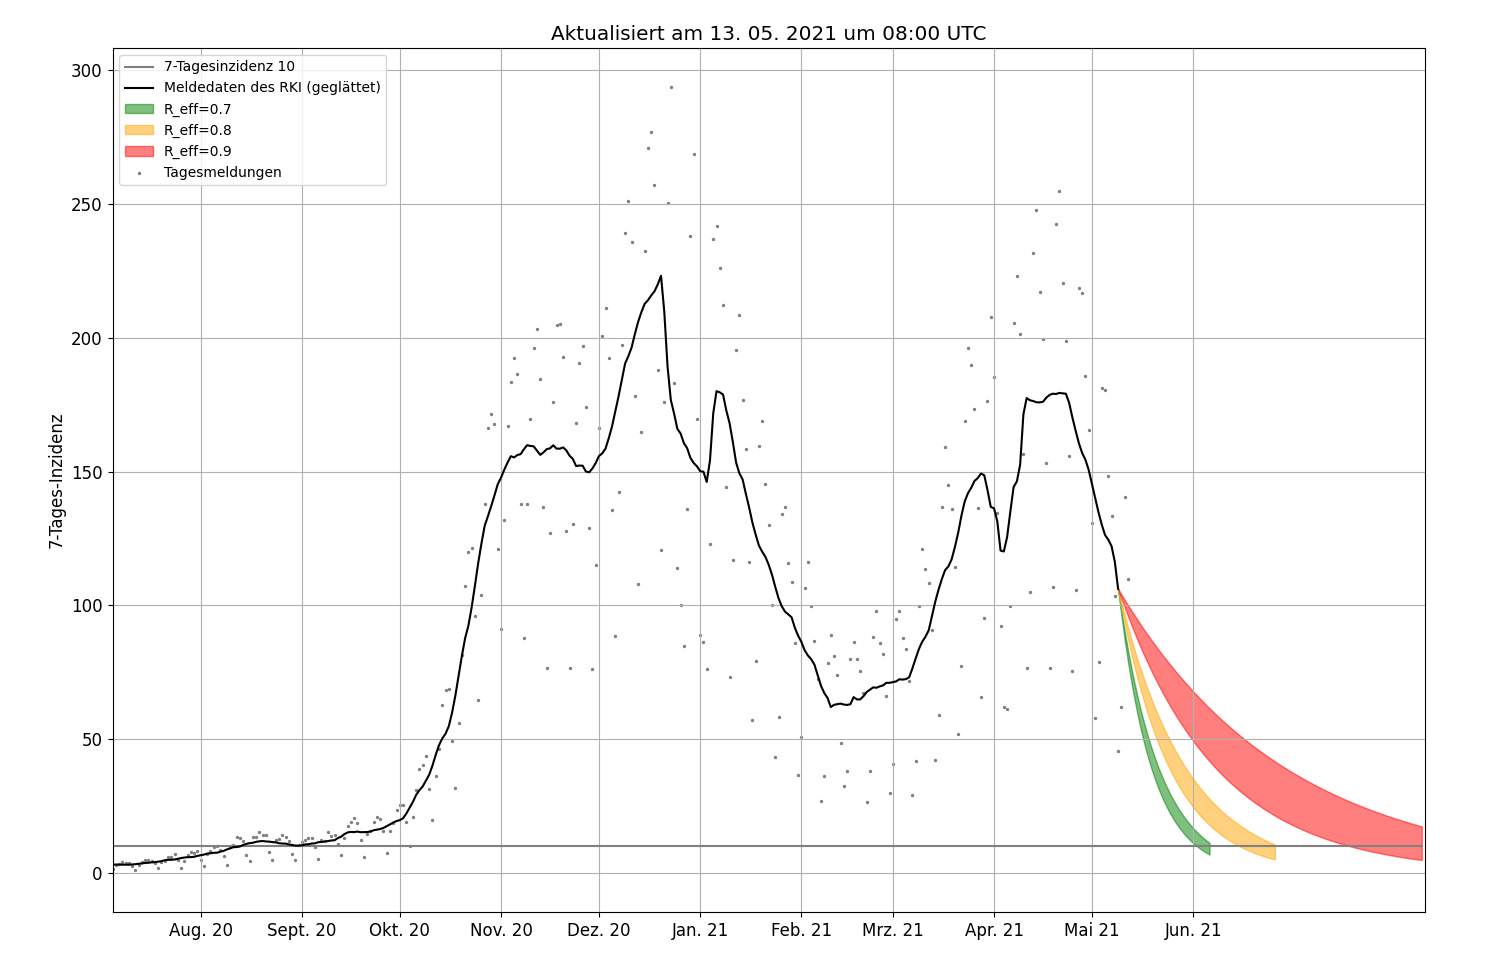 Aktualisiert am 13. 05. 2021 um 08:00 UTC
7-Tagesinzidenz 10
Meldedaten des RKI (geglättet)
R_eff=0.7
R_eff=0.8
R_eff=0.9
Tagesmeldungen
7-Tages-Inzidenz
300
250
200
150
100
50
0
Aug. 20 Sept. 20 Okt. 20 Nov. 20 Dez. 20 Jan. 21 Feb. 21 Mrz. 21 Apr. 21 Mai 21 Jun. 21